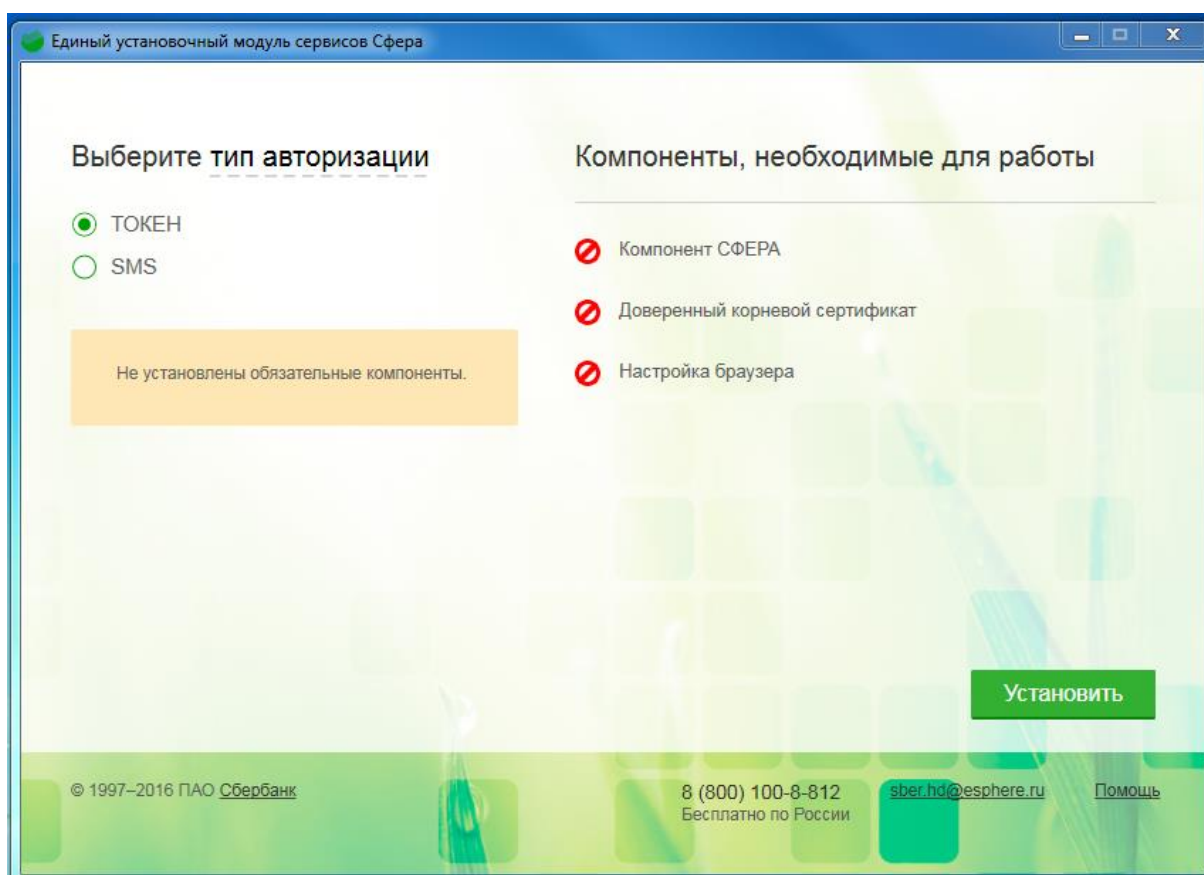 Единый установочный модуль сервисов Сфера
Выберите тип авторизации
ТОКЕН
SMS
Не установлены обязательные компоненты.
Компоненты, необходимые для работы
Компонент СФЕРА
Доверенный корневой сертификат
Настройка браузера
Установить
© 1997–2016 ПАО Сбербанк
8 (800) 100-8-812
Бесплатно по России
sber.hd@esphere.ru
Помощь